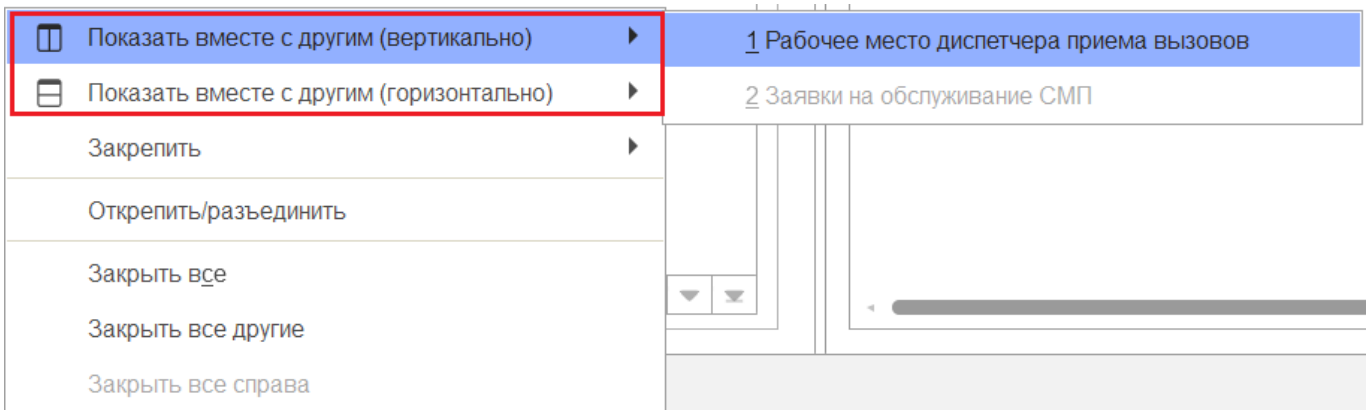 Показать вместе с другим (вертикально)
1 Рабочее место диспетчера приема вызовов
Показать вместе с другим (горизонтально)
2 Заявки на обслуживание СМП
Закрепить
Открепить/разъединить
Закрыть все
Закрыть все другие
Закрыть все справа